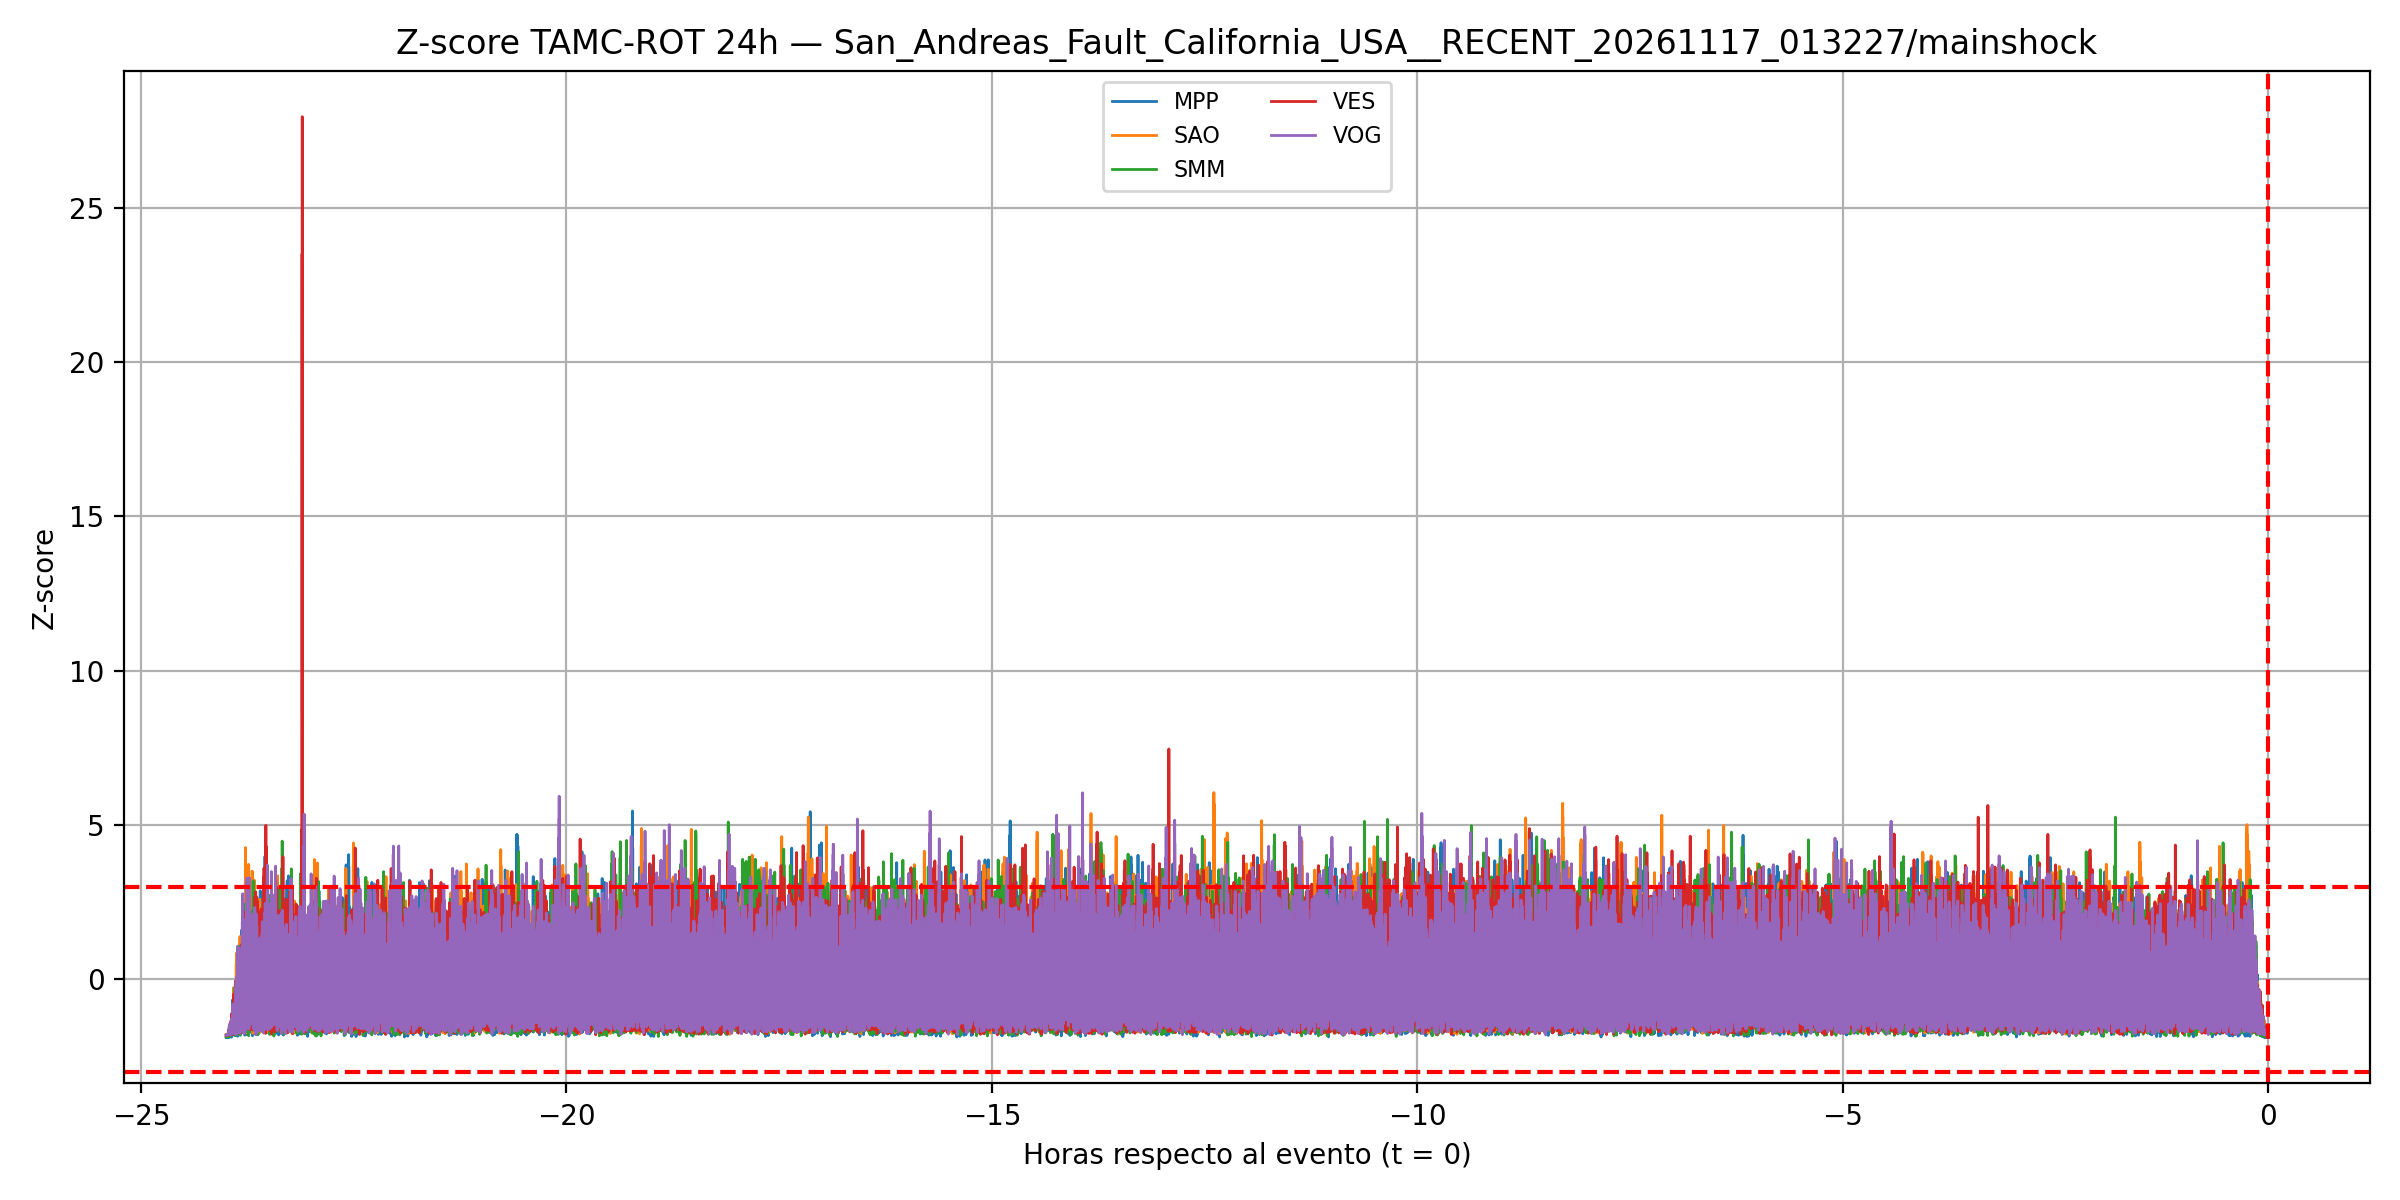 Z-score TAMC-ROT 24h — San_Andreas_Fault_California_USA__RECENT_20261117_013227/mainshock
MPP
SAO
SMM
VES
VOG
Z-score
25
20
15
10
5
0
−25
−20
−15
−10
−5
0
Horas respecto al evento (t = 0)